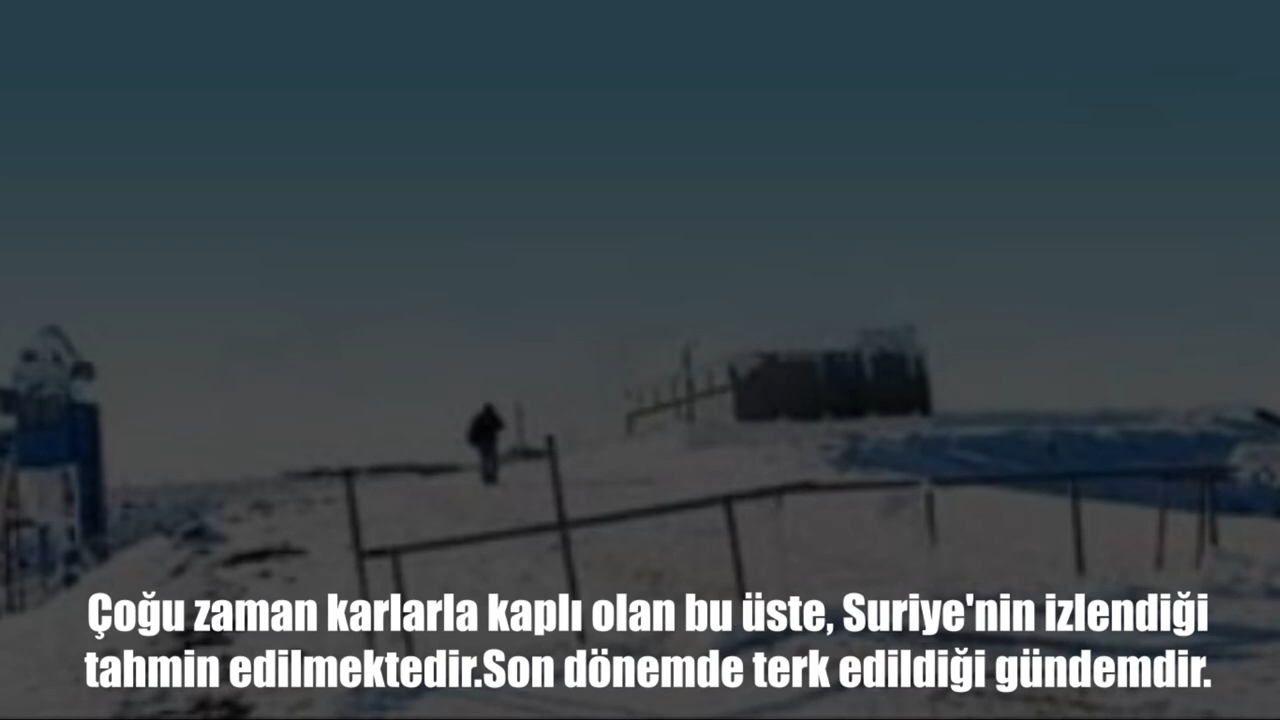 Çoğu zaman karlarla kaplı olan bu üste, Suriye'nin izlendiği
tahmin edilmektedir.Son dönemde terk edildiği gündemdir.